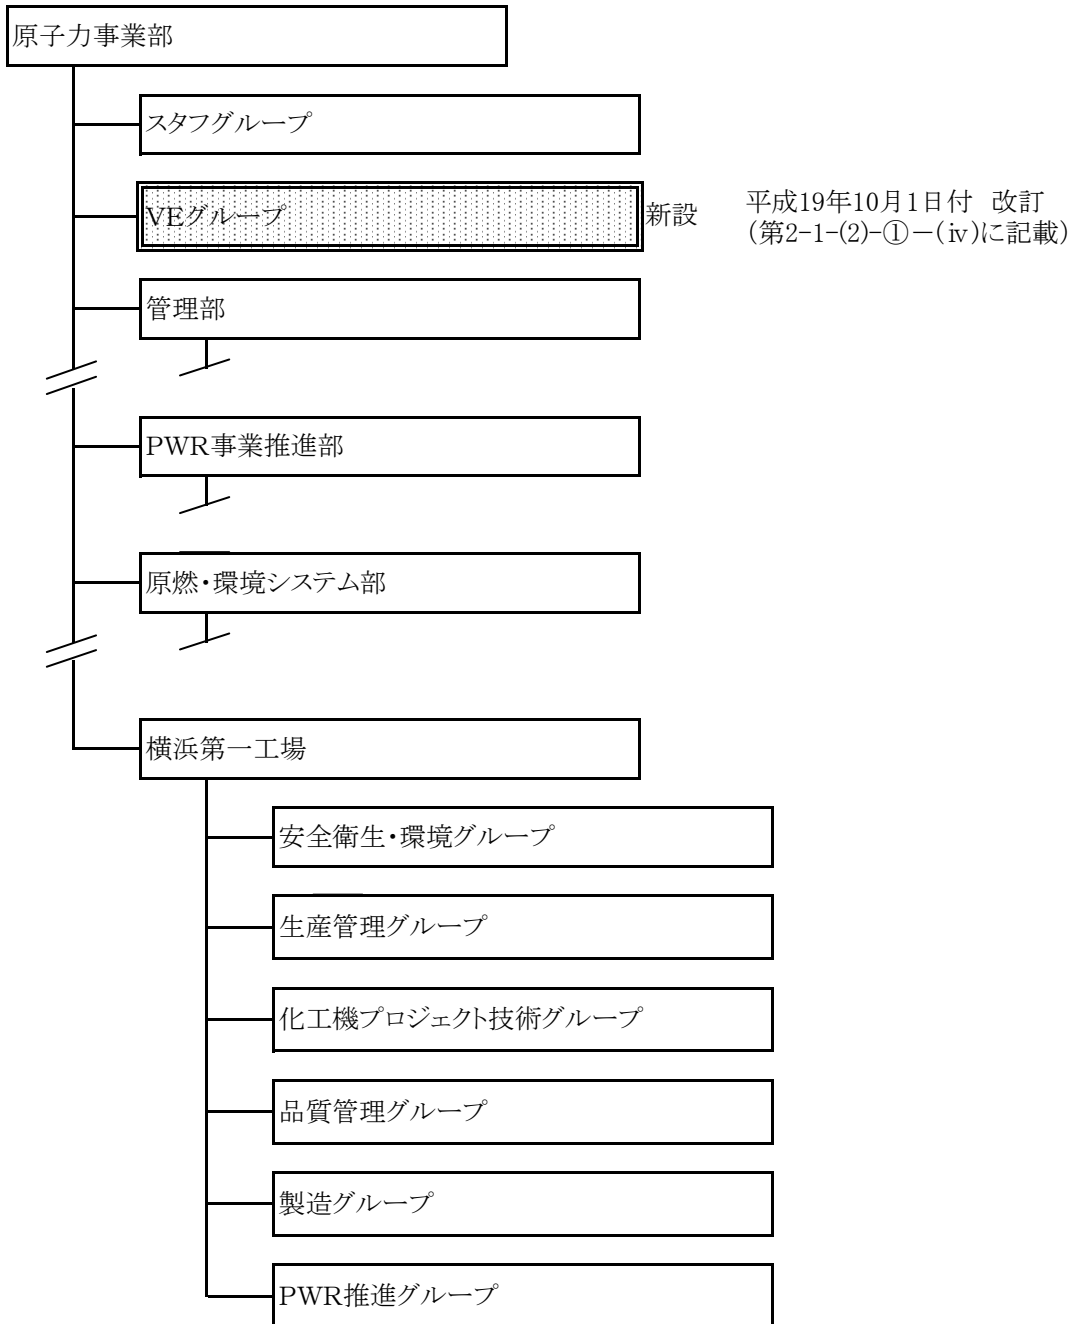 原子力事業部
スタフグループ
VEグループ
新設
平成19年10月1日付 改訂
(第2-1-(2)-①-(ⅳ)に記載)
管理部
PWR事業推進部
原燃・環境システム部
横浜第一工場
安全衛生・環境グループ
生産管理グループ
化工機プロジェクト技術グループ
品質管理グループ
製造グループ
PWR推進グループ